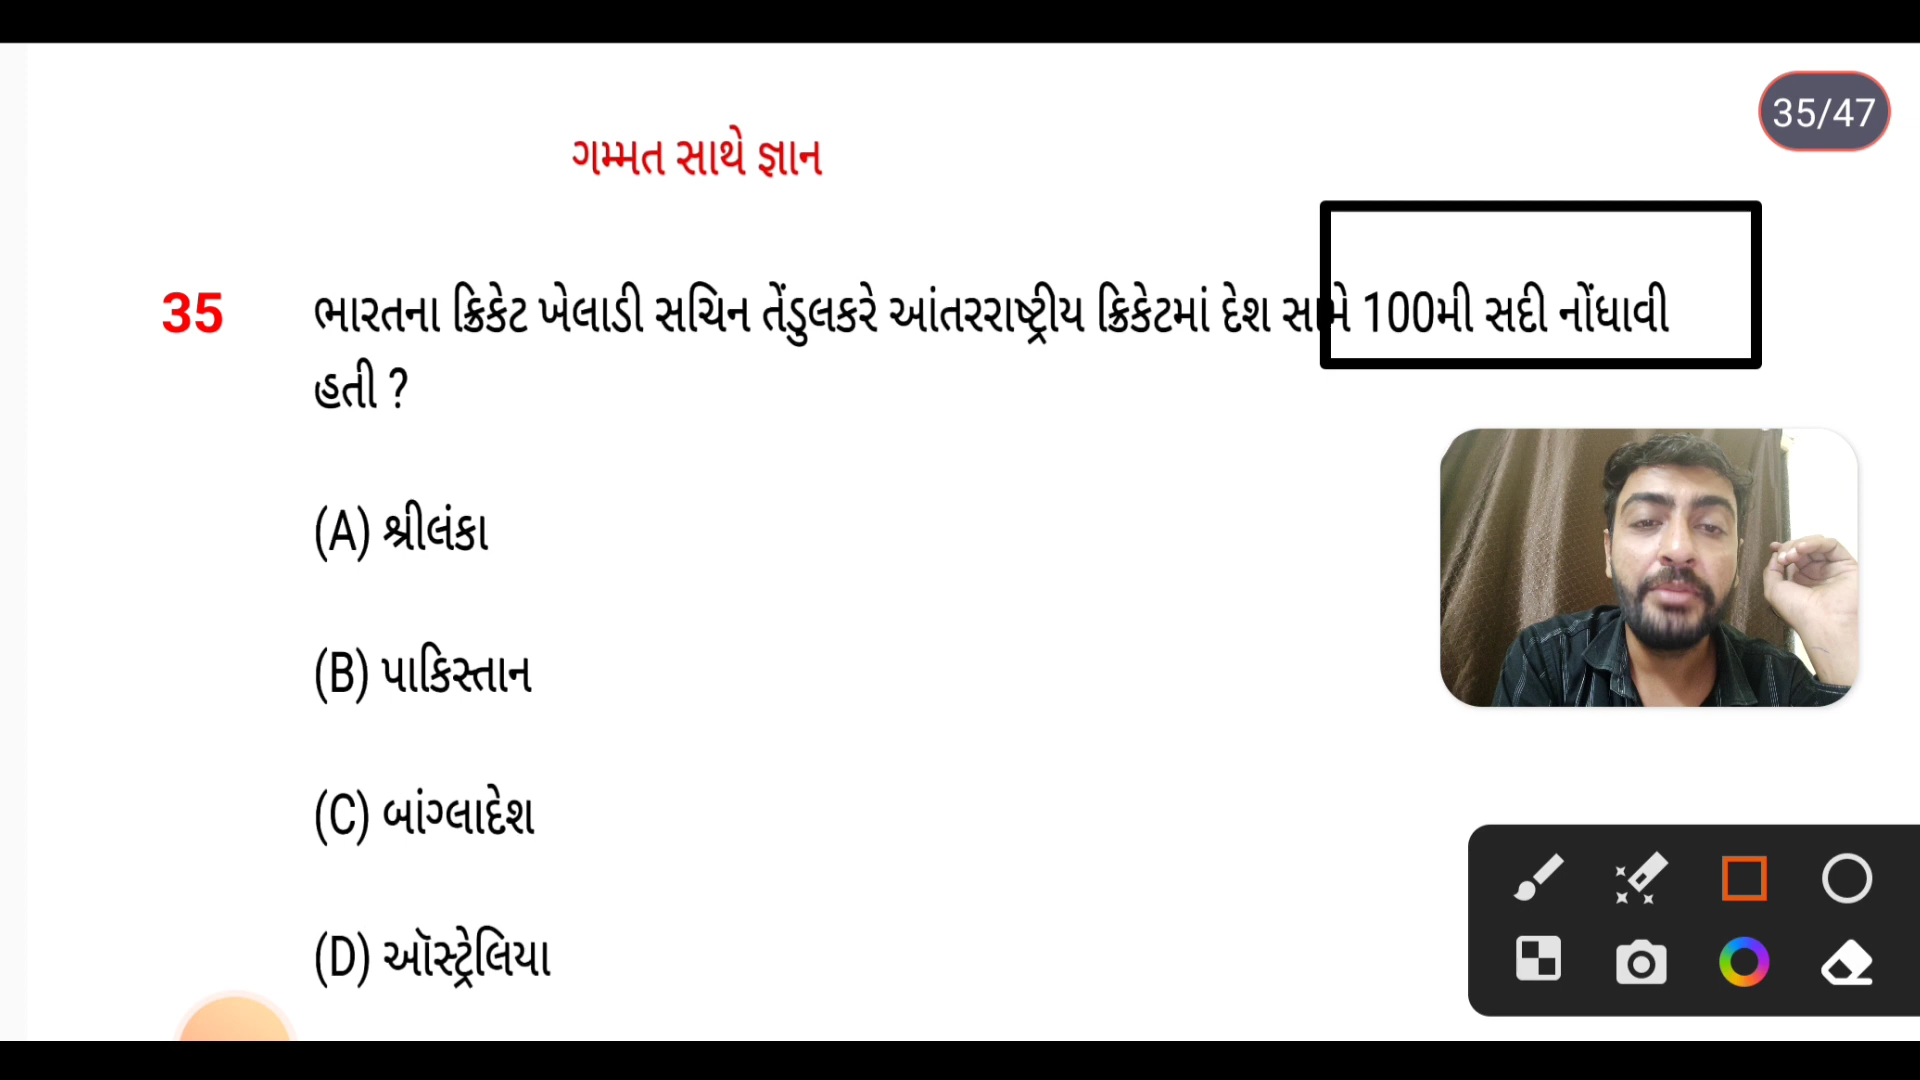 35/47
ગમ્મત સાથે જ્ઞાન
35 ભારતના ક્રિકેટ ખેલાડી સચિન તેંડુલકરે આંતરરાષ્ટ્રીય ક્રિકેટમાં દેશ સામે 100મી સદી નોંધાવી
હતી ?
(A) શ્રીલંકા
(B) પાકિસ્તાન
(C) બાંગ્લાદેશ
(D) ઑસ્ટ્રેલિયા